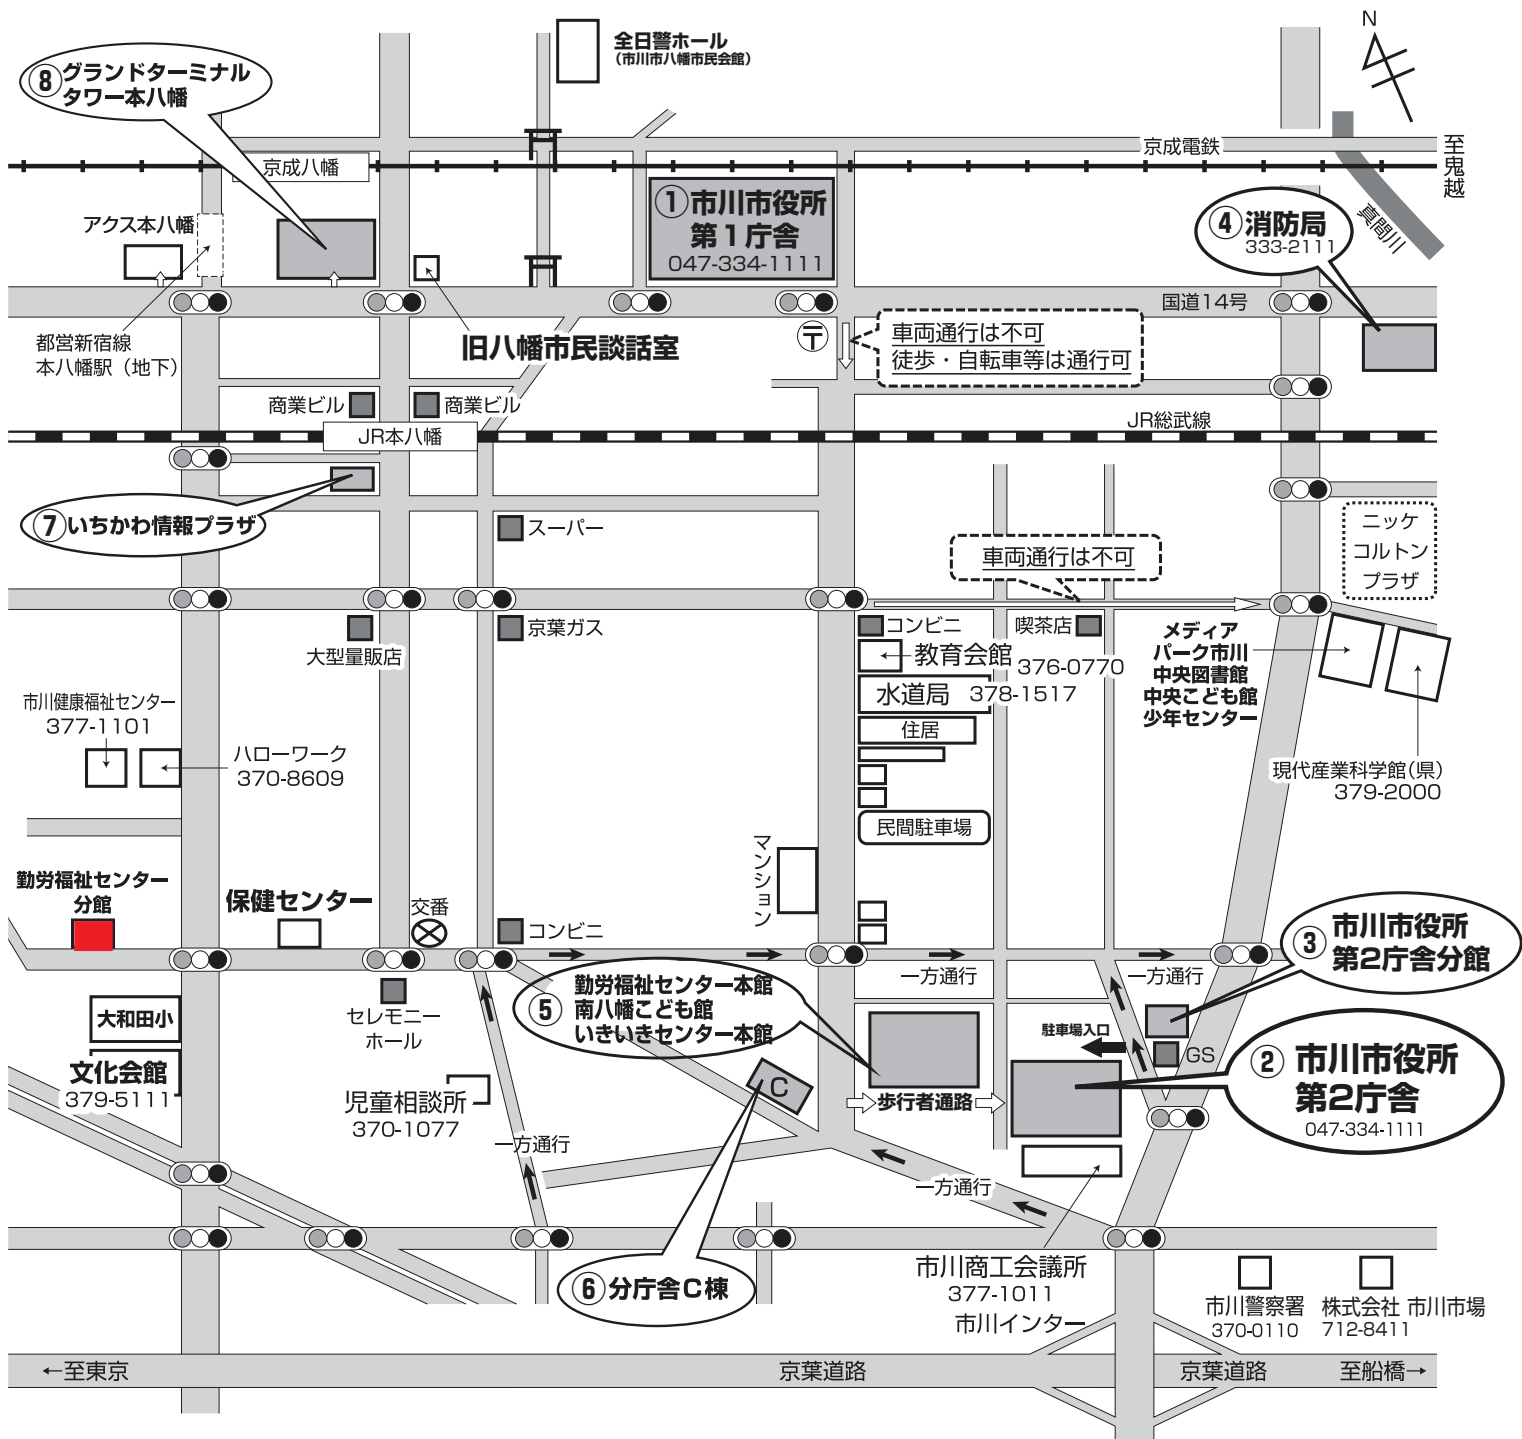 全日警ホール
(市川市八幡市民会館)
N
⑧グランドターミナル
タワー本八幡
京成八幡
京成電鉄
至鬼越
真間川
①市川市役所
第1庁舎
047-334-1111
④消防局
333-2111
アクス本八幡
国道14号
都営新宿線
本八幡駅(地下)
旧八幡市民談話室
〒
車両通行は不可
徒歩・自転車等は通行可
商業ビル
商業ビル
JR本八幡
JR総武線
⑦いちかわ情報プラザ
スーパー
ニッケ
コルトン
プラザ
車両通行は不可
大型量販店
京葉ガス
コンビニ
喫茶店
教育会館 376-0770
水道局 378-1517
住居
メディア
パーク市川
中央図書館
中央こども館
少年センター
市川健康福祉センター
377-1101
ハローワーク
370-8609
現代産業科学館(県)
379-2000
民間駐車場
マンション
勤労福祉センター
分館
保健センター
交番
コンビニ
③市川市役所
第2庁舎分館
一方通行
一方通行
⑤勤労福祉センター本館
南八幡こども館
いきいきセンター本館
大和田小
セレモニー
ホール
駐車場入口
GS
②市川市役所
第2庁舎
047-334-1111
文化会館
379-5111
児童相談所
370-1077
C
歩行者通路
一方通行
一方通行
⑥分庁舎C棟
市川商工会議所
377-1011
市川インター
市川警察署
370-0110
株式会社 市川市場
712-8411
←至東京
京葉道路
京葉道路
至船橋→